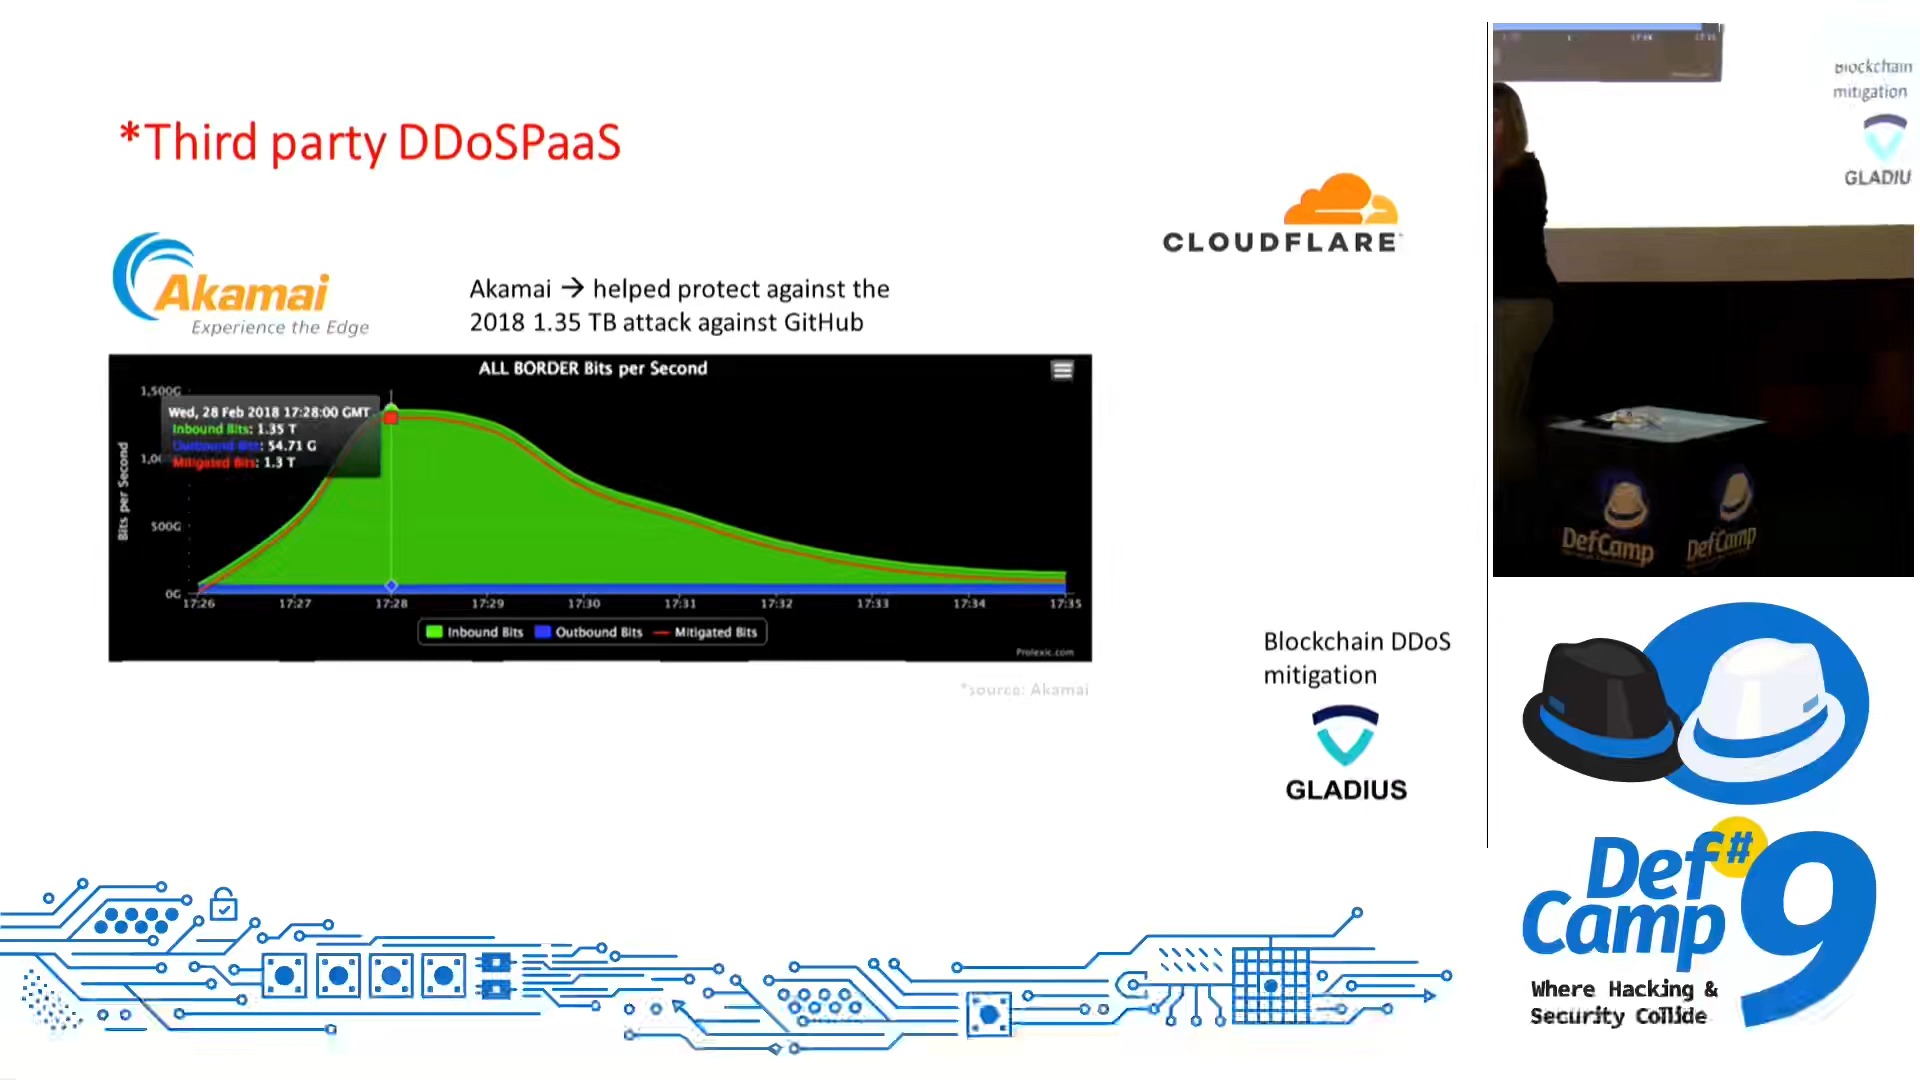 *Third party DDoSPaaS
Akamai
Experience the Edge
Akamai → helped protect against the
2018 1.35 TB attack against GitHub
CLOUDFLARE
ALL BORDER Bits per Second
1,500G
Wed, 28 Feb 2018 17:28:00 GMT
Inbound Bits: 1.35 T
Outbound Bits: 54.71 G
Mitigated Bits: 1.3 T
Bits per Second
500G
0G
17:26 17:27 17:28 17:29 17:30 17:31 17:32 17:33 17:34 17:35
Inbound Bits Outbound Bits Mitigated Bits
Prolexic.com
*source: Akamai
Blockchain DDoS
mitigation
GLADIUS
Blockchain
mitigation
GLADIU
DefCamp
DefCamp
Def#
Camp 9
Where Hacking &
Security Collide